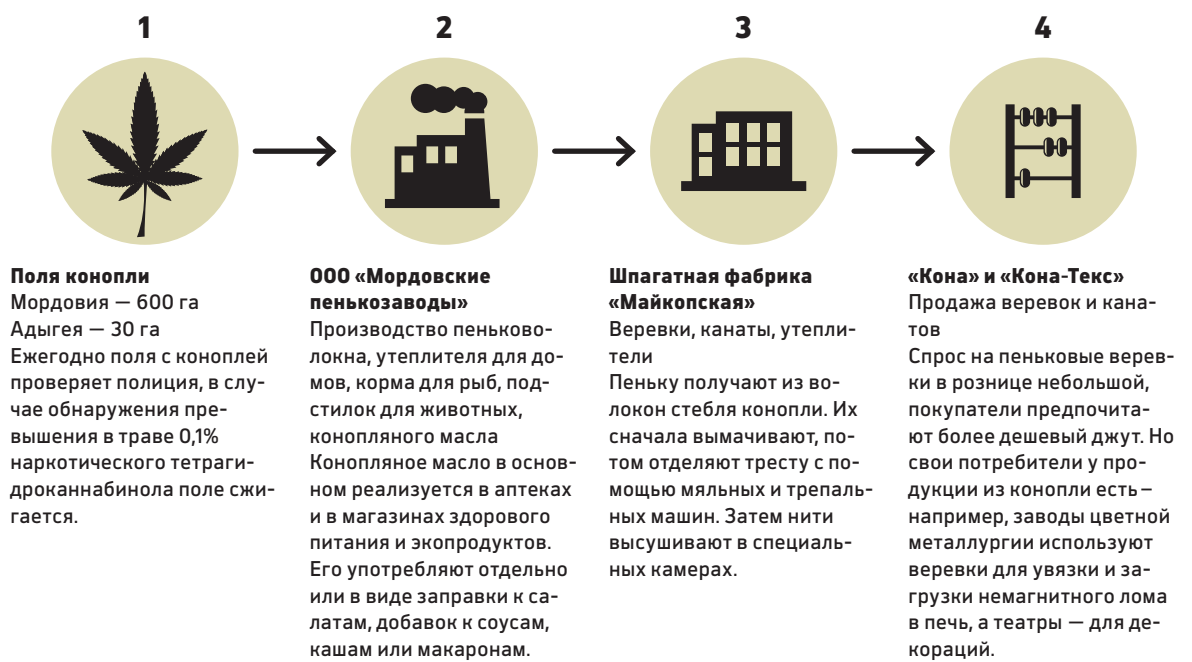 1
2
3
4
Поля конопли
Мордовия — 600 га
Адыгея — 30 га
Ежегодно поля с коноплей
проверяет полиция, в слу-
чае обнаружения пре-
вышения в траве 0,1%
наркотического тетраги-
дроканнабинола поле сжи-
гается.
ООО «Мордовские
пенькозаводы»
Производство пеньково-
локна, утеплителя для до-
мов, корма для рыб, под-
стилок для животных,
конопляного масла
Конопляное масло в основ-
ном реализуется в аптеках
и в магазинах здорового
питания и экопродуктов.
Его употребляют отдельно
или в виде заправки к са-
латам, добавок к соусам,
кашам или макаронам.
Шпагатная фабрика
«Майкопская»
Веревки, канаты, утепли-
тели
Пеньку получают из во-
локон стебля конопли. Их
сначала вымачивают, по-
том отделяют тресту с по-
мощью мяльных и трепаль-
ных машин. Затем нити
высушивают в специаль-
ных камерах.
«Кона» и «Кона-Текс»
Продажа веревок и кана-
тов
Спрос на пеньковые верев-
ки в рознице небольшой,
покупатели предпочита-
ют более дешевый джут. Но
свои потребители у про-
дукции из конопли есть –
например, заводы цветной
металлургии используют
веревки для увязки и за-
грузки немагнитного лома
в печь, а театры — для де-
кораций.